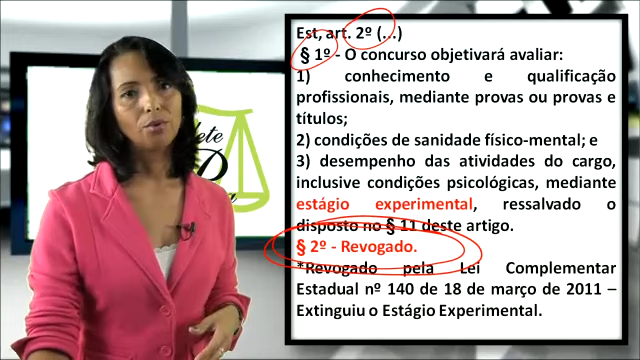 Est, art. 2º (...)
§ 1º - O concurso objetivará avaliar:
1) conhecimento e qualificação
profissionais, mediante provas ou provas e
títulos;
2) condições de sanidade físico-mental; e
3) desempenho das atividades do cargo,
inclusive condições psicológicas, mediante
estágio experimental, ressalvado o
disposto no § 11 deste artigo.
§ 2º - Revogado.
*Revogado pela Lei Complementar
Estadual nº 140 de 18 de março de 2011 –
Extinguiu o Estágio Experimental.